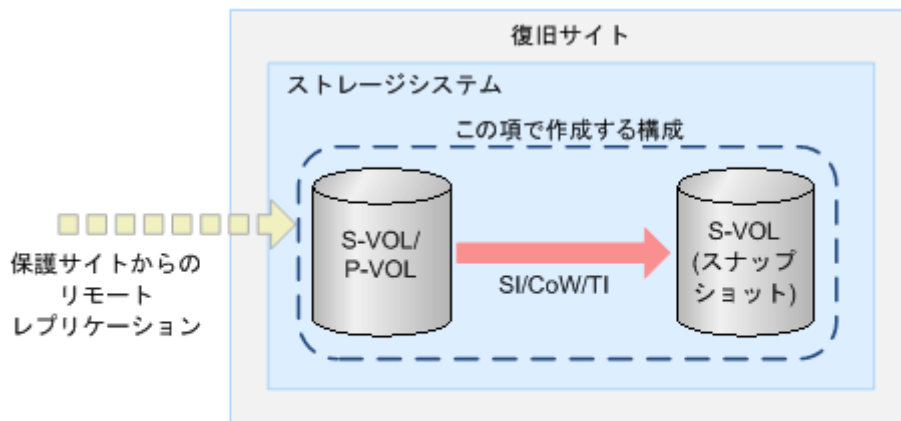 復旧サイト
ストレージシステム
この項で作成する構成
保護サイトからの
リモート
レプリケーション
S-VOL/
P-VOL
SI/CoW/TI
S-VOL
(スナップ
ショット)